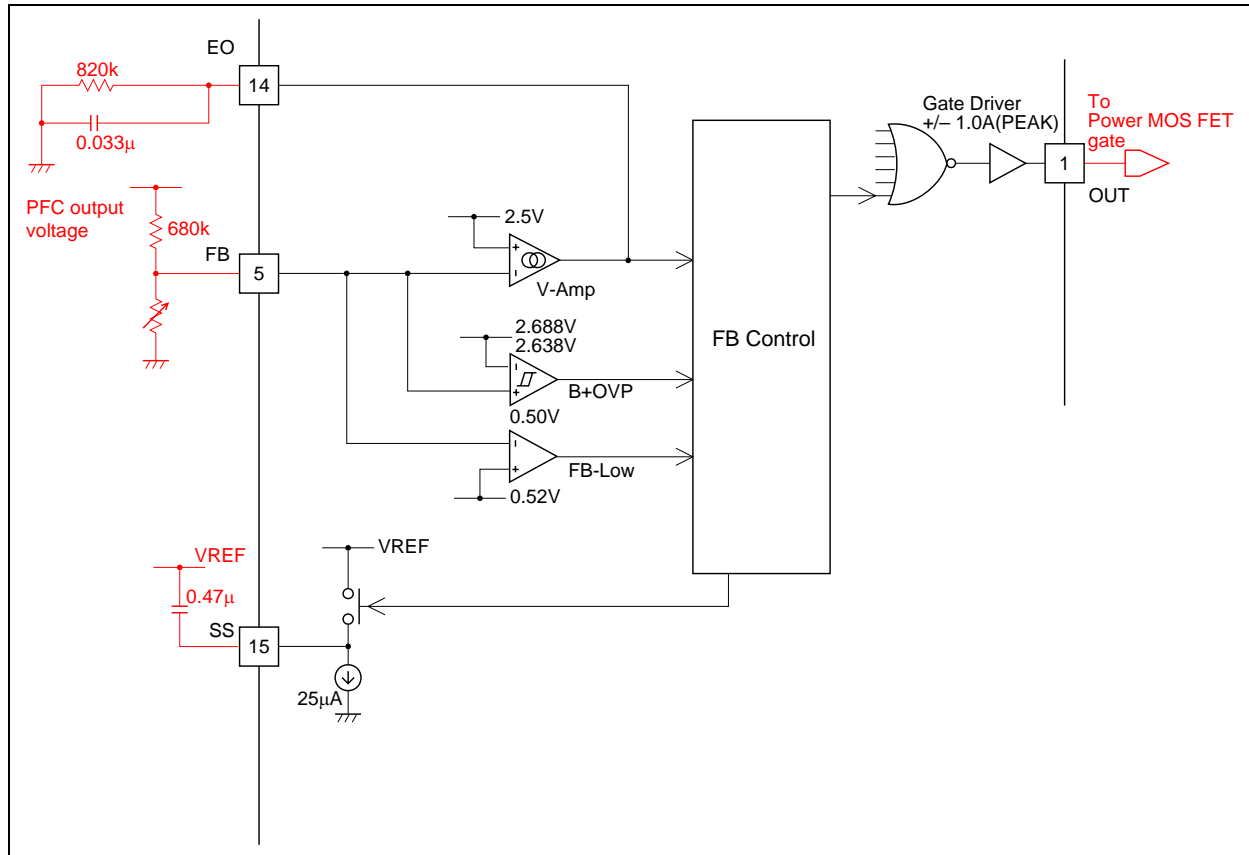 EO
820k
14
0.033μ
Gate Driver
+/– 1.0A(PEAK)
To
Power MOS FET
gate
1
OUT
PFC output
voltage
680k
FB
5
2.5V
+
–
V-Amp
FB Control
2.688V
2.638V
–
+
B+OVP
0.50V
–
+
FB-Low
0.52V
VREF
0.47μ
SS
15
VREF
25μA